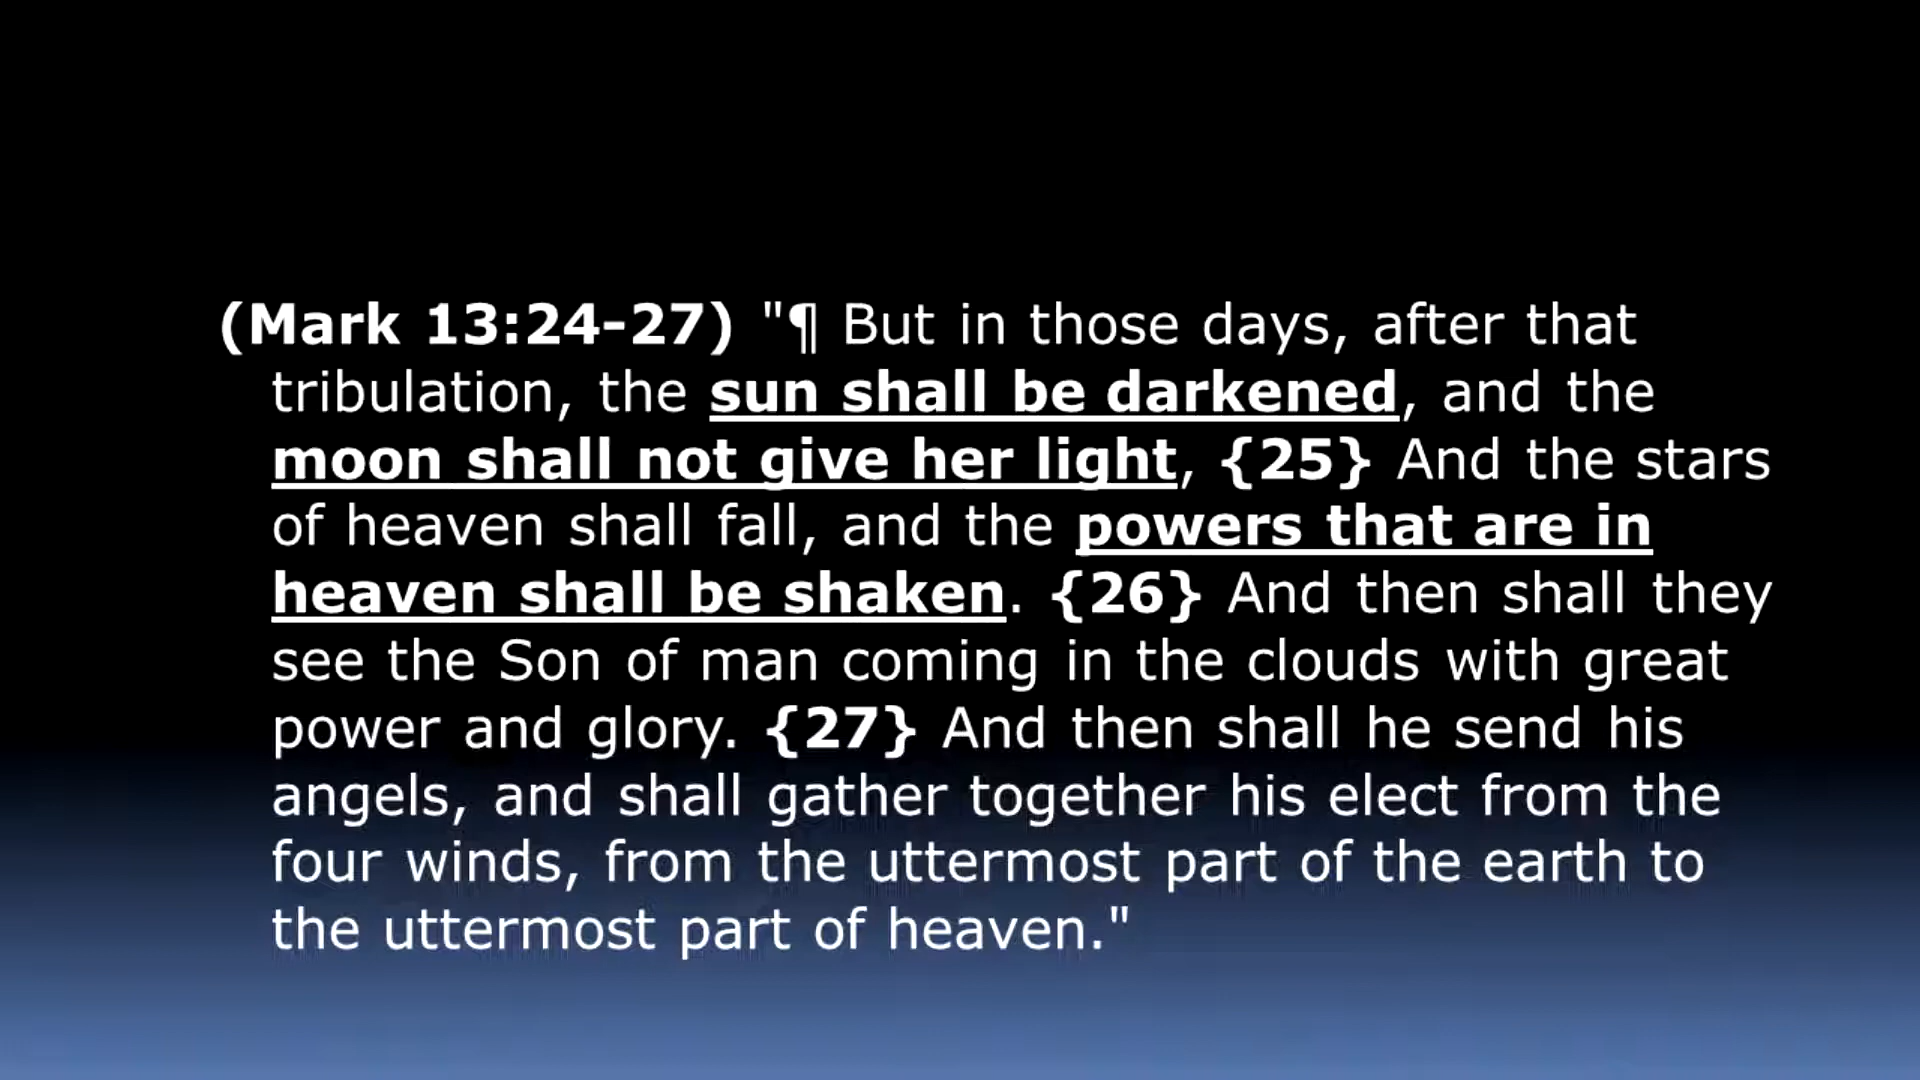 (Mark 13:24-27) "¶ But in those days, after that
tribulation, the sun shall be darkened, and the
moon shall not give her light, {25} And the stars
of heaven shall fall, and the powers that are in
heaven shall be shaken. {26} And then shall they
see the Son of man coming in the clouds with great
power and glory. {27} And then shall he send his
angels, and shall gather together his elect from the
four winds, from the uttermost part of the earth to
the uttermost part of heaven."